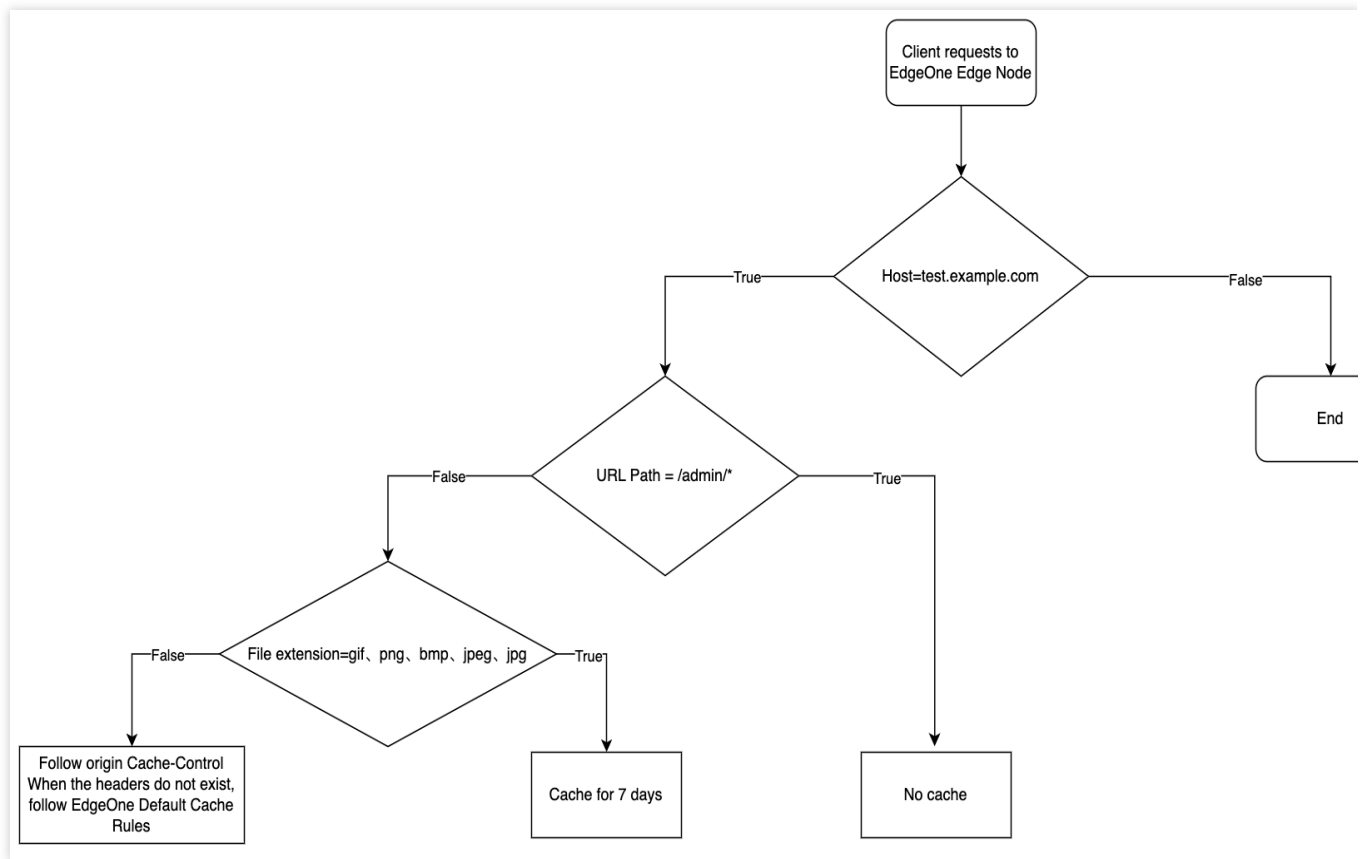 Client requests to
EdgeOne Edge Node
Host=test.example.com
True
False
End
URL Path = /admin/*
False
True
File extension=gif、png、bmp、jpeg、jpg
False
True
Follow origin Cache-Control
When the headers do not exist,
follow EdgeOne Default Cache
Rules
Cache for 7 days
No cache